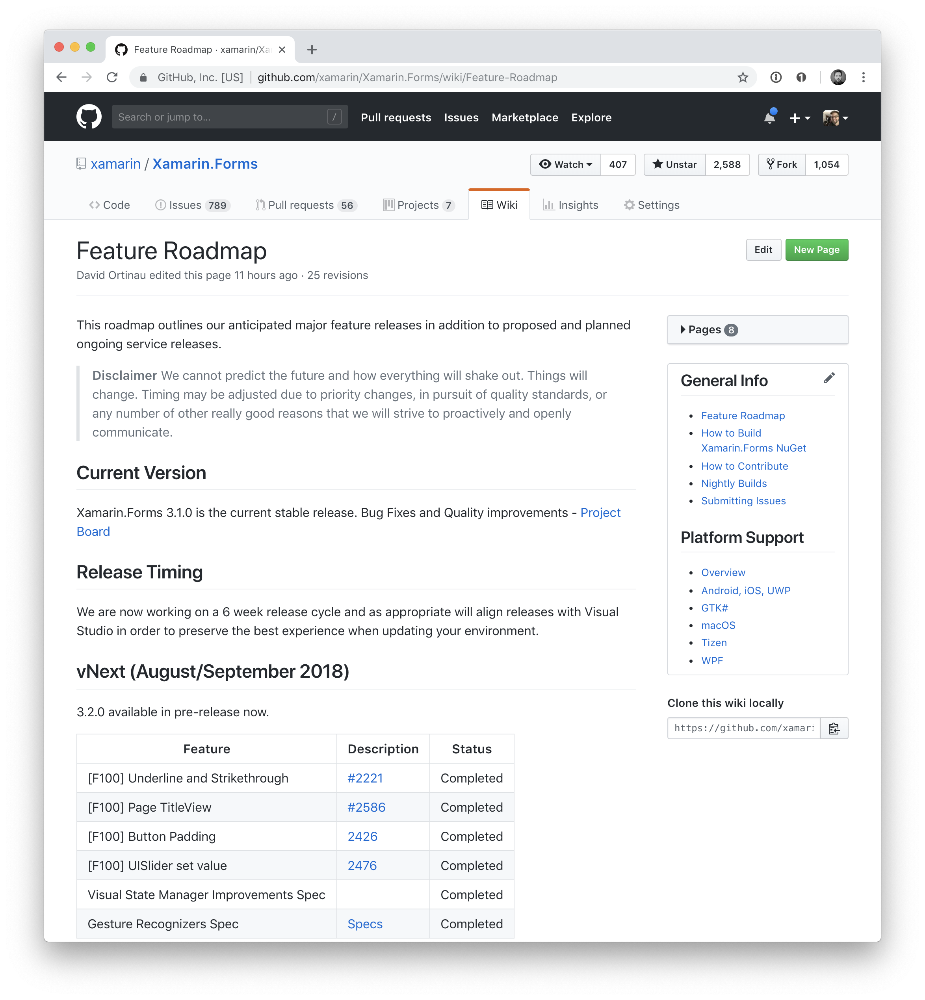 Feature Roadmap · xamarin/Xa
GitHub, Inc. [US] | github.com/xamarin/Xamarin.Forms/wiki/Feature-Roadmap
Search or jump to... /
Pull requests Issues Marketplace Explore
xamarin / Xamarin.Forms
Watch 407 Unstar 2,588 Fork 1,054
Code Issues 789 Pull requests 56 Projects 7 Wiki Insights Settings
Feature Roadmap
Edit New Page
David Ortinau edited this page 11 hours ago · 25 revisions
This roadmap outlines our anticipated major feature releases in addition to proposed and planned
ongoing service releases.
Disclaimer We cannot predict the future and how everything will shake out. Things will
change. Timing may be adjusted due to priority changes, in pursuit of quality standards, or
any number of other really good reasons that we will strive to proactively and openly
communicate.
Current Version
Xamarin.Forms 3.1.0 is the current stable release. Bug Fixes and Quality improvements - Project
Board
Release Timing
We are now working on a 6 week release cycle and as appropriate will align releases with Visual
Studio in order to preserve the best experience when updating your environment.
vNext (August/September 2018)
3.2.0 available in pre-release now.
Feature Description Status
[F100] Underline and Strikethrough #2221 Completed
[F100] Page TitleView #2586 Completed
[F100] Button Padding 2426 Completed
[F100] UISlider set value 2476 Completed
Visual State Manager Improvements Spec Completed
Gesture Recognizers Spec Specs Completed
Pages 8
General Info
Feature Roadmap
How to Build
Xamarin.Forms NuGet
How to Contribute
Nightly Builds
Submitting Issues
Platform Support
Overview
Android, iOS, UWP
GTK#
macOS
Tizen
WPF
Clone this wiki locally
https://github.com/xamar